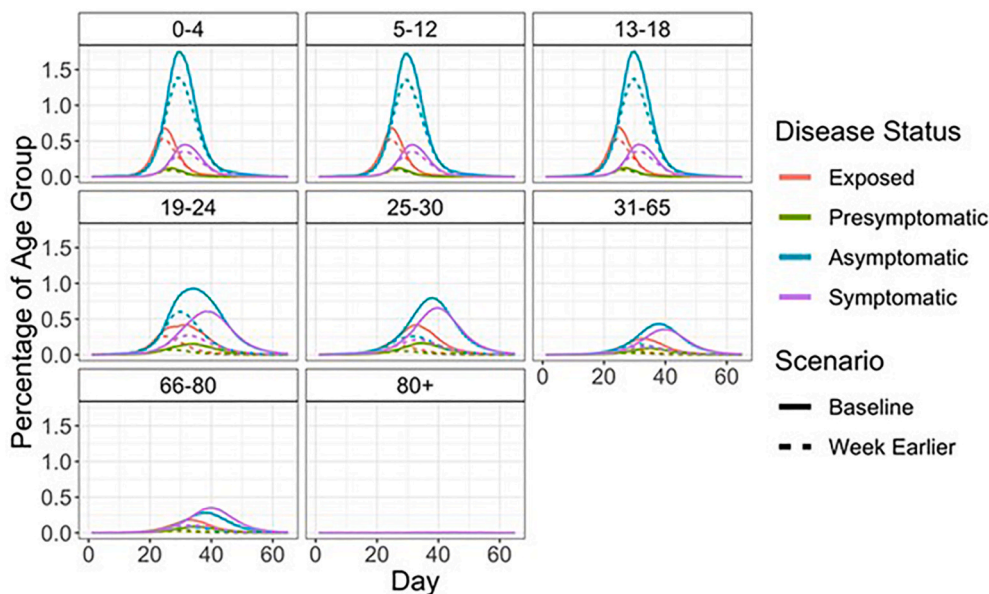 0-4 5-12 13-18
1.5
1.0
0.5
0.0
19-24 25-30 31-65
1.5
1.0
0.5
0.0
0 20 40 60
66-80 80+
1.5
1.0
0.5
0.0
0 20 40 60 0 20 40 60
Day
Percentage of Age Group
Disease Status
Exposed
Presymptomatic
Asymptomatic
Symptomatic
Scenario
Baseline
Week Earlier